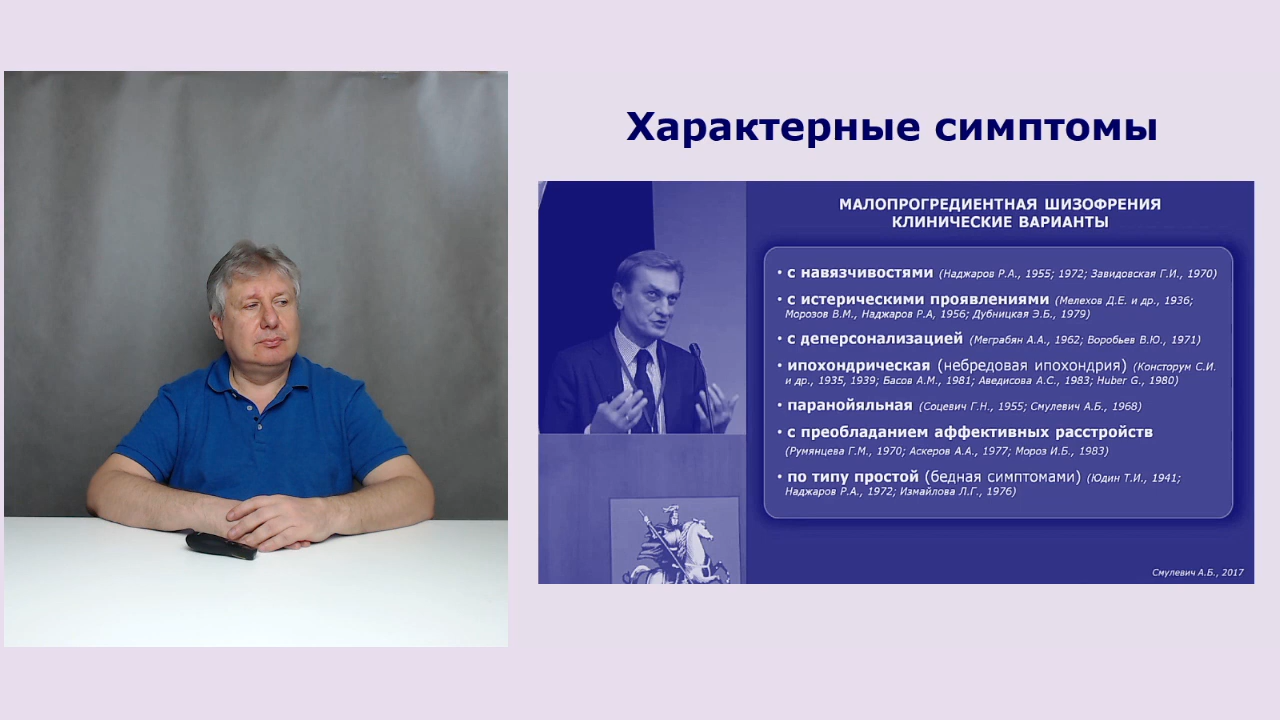 Характерные симптомы
МАЛОПРОГРЕДИЕНТНАЯ ШИЗОФРЕНИЯ
КЛИНИЧЕСКИЕ ВАРИАНТЫ
• с навязчивостями (Наджаров Р.А., 1955; 1972; Завидовская Г.И., 1970)
• с истерическими проявлениями (Мелехов Д.Е. и др., 1936;
Морозов В.М., Наджаров Р.А, 1956; Дубницкая Э.Б., 1979)
• с деперсонализацией (Меграбян А.А., 1962; Воробьев В.Ю., 1971)
• ипохондрическая (небредовая ипохондрия) (Консторум С.И.
и др., 1935, 1939; Басов А.М., 1981; Аведисова А.С., 1983; Huber G., 1980)
• паранойяльная (Соцевич Г.Н., 1955; Смулевич А.Б., 1968)
• с преобладанием аффективных расстройств
(Румянцева Г.М., 1970; Аскеров А.А., 1977; Мороз И.Б., 1983)
• по типу простой (бедная симптомами) (Юдин Т.И., 1941;
Наджаров Р.А., 1972; Измайлова Л.Г., 1976)
Смулевич А.Б., 2017